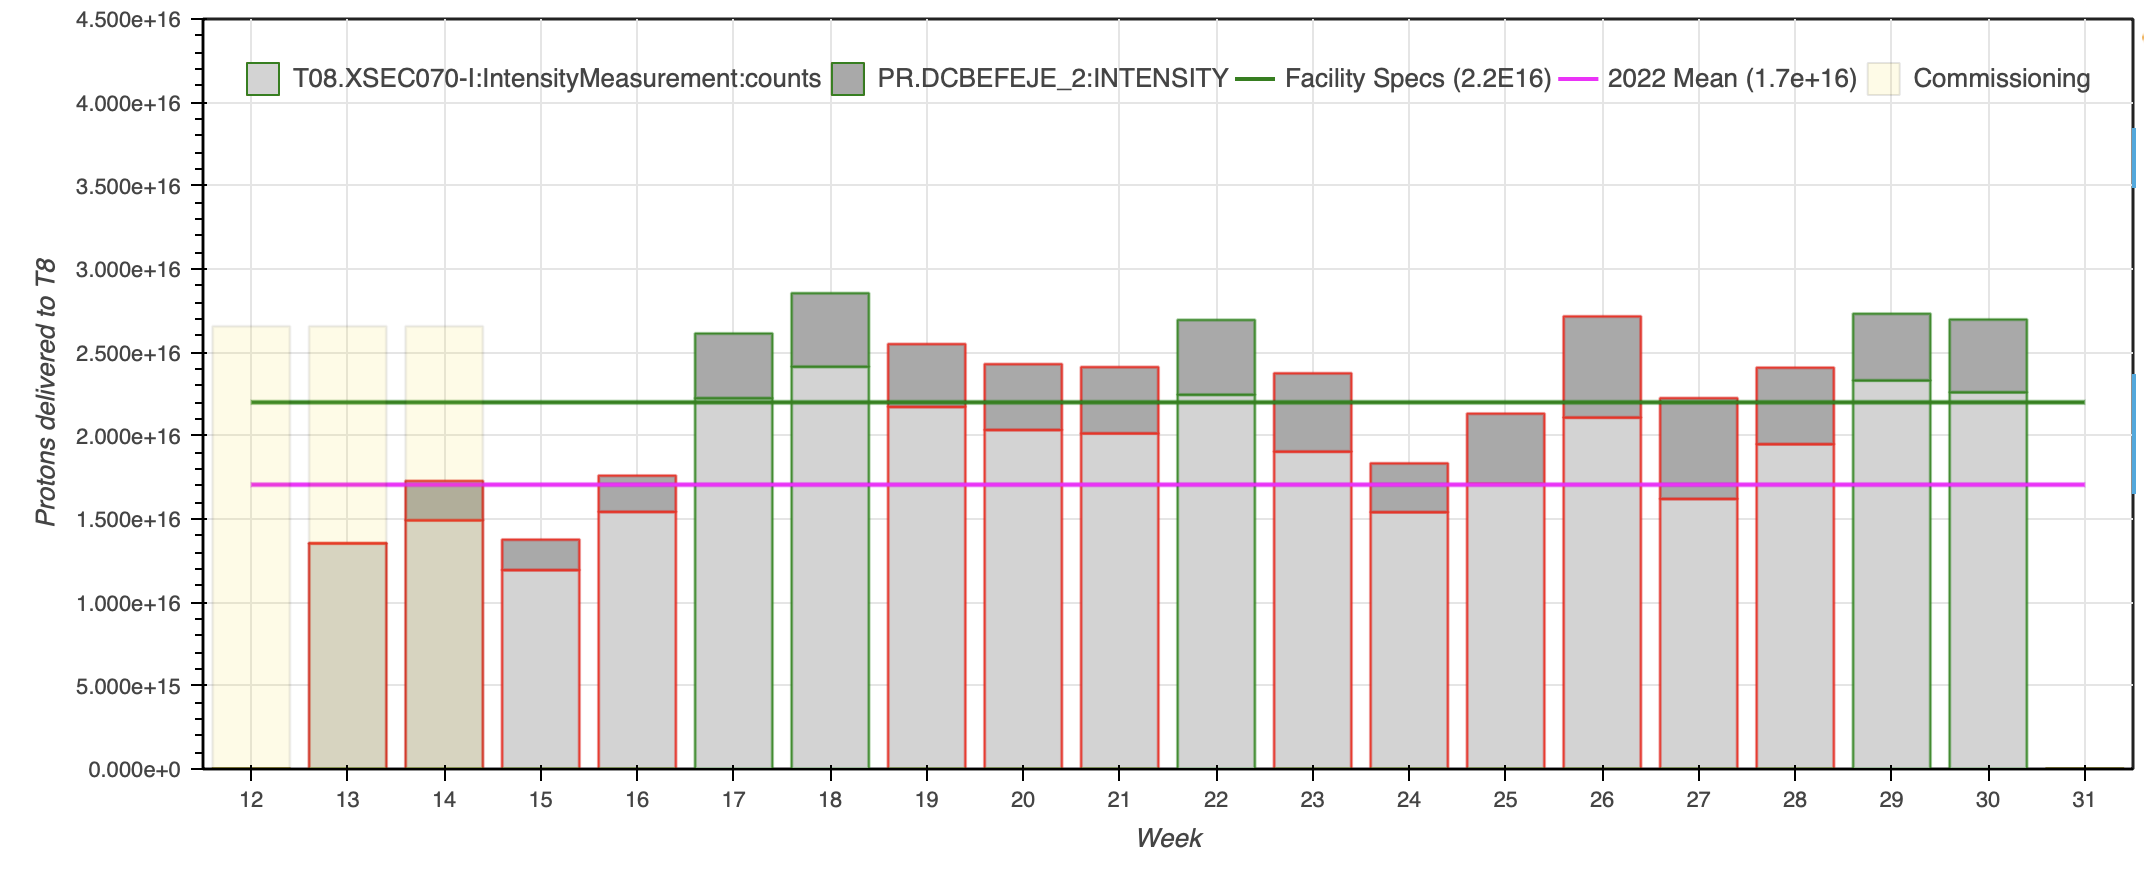 4.500e+16
T08.XSEC070-I:IntensityMeasurement:counts PR.DCBEFEJE_2:INTENSITY Facility Specs (2.2E16) 2022 Mean (1.7e+16) Commissioning
4.000e+16
3.500e+16
3.000e+16
2.500e+16
2.000e+16
1.500e+16
1.000e+16
5.000e+15
0.000e+0
Protons delivered to T8
12 13 14 15 16 17 18 19 20 21 22 23 24 25 26 27 28 29 30 31
Week